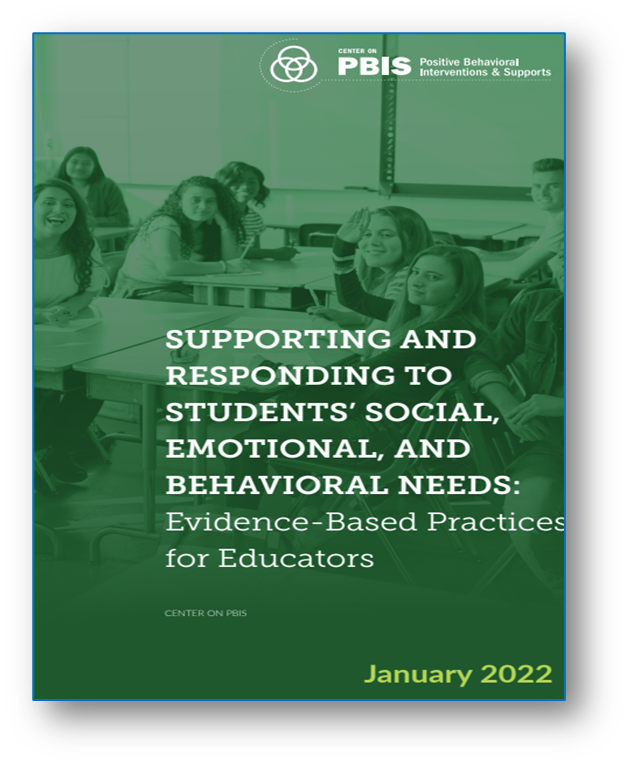 CENTER ON
PBIS
Positive Behavioral
Interventions & Supports
SUPPORTING AND
RESPONDING TO
STUDENTS' SOCIAL,
EMOTIONAL, AND
BEHAVIORAL NEEDS:
Evidence-Based Practices
for Educators
CENTER ON PBIS
January 2022